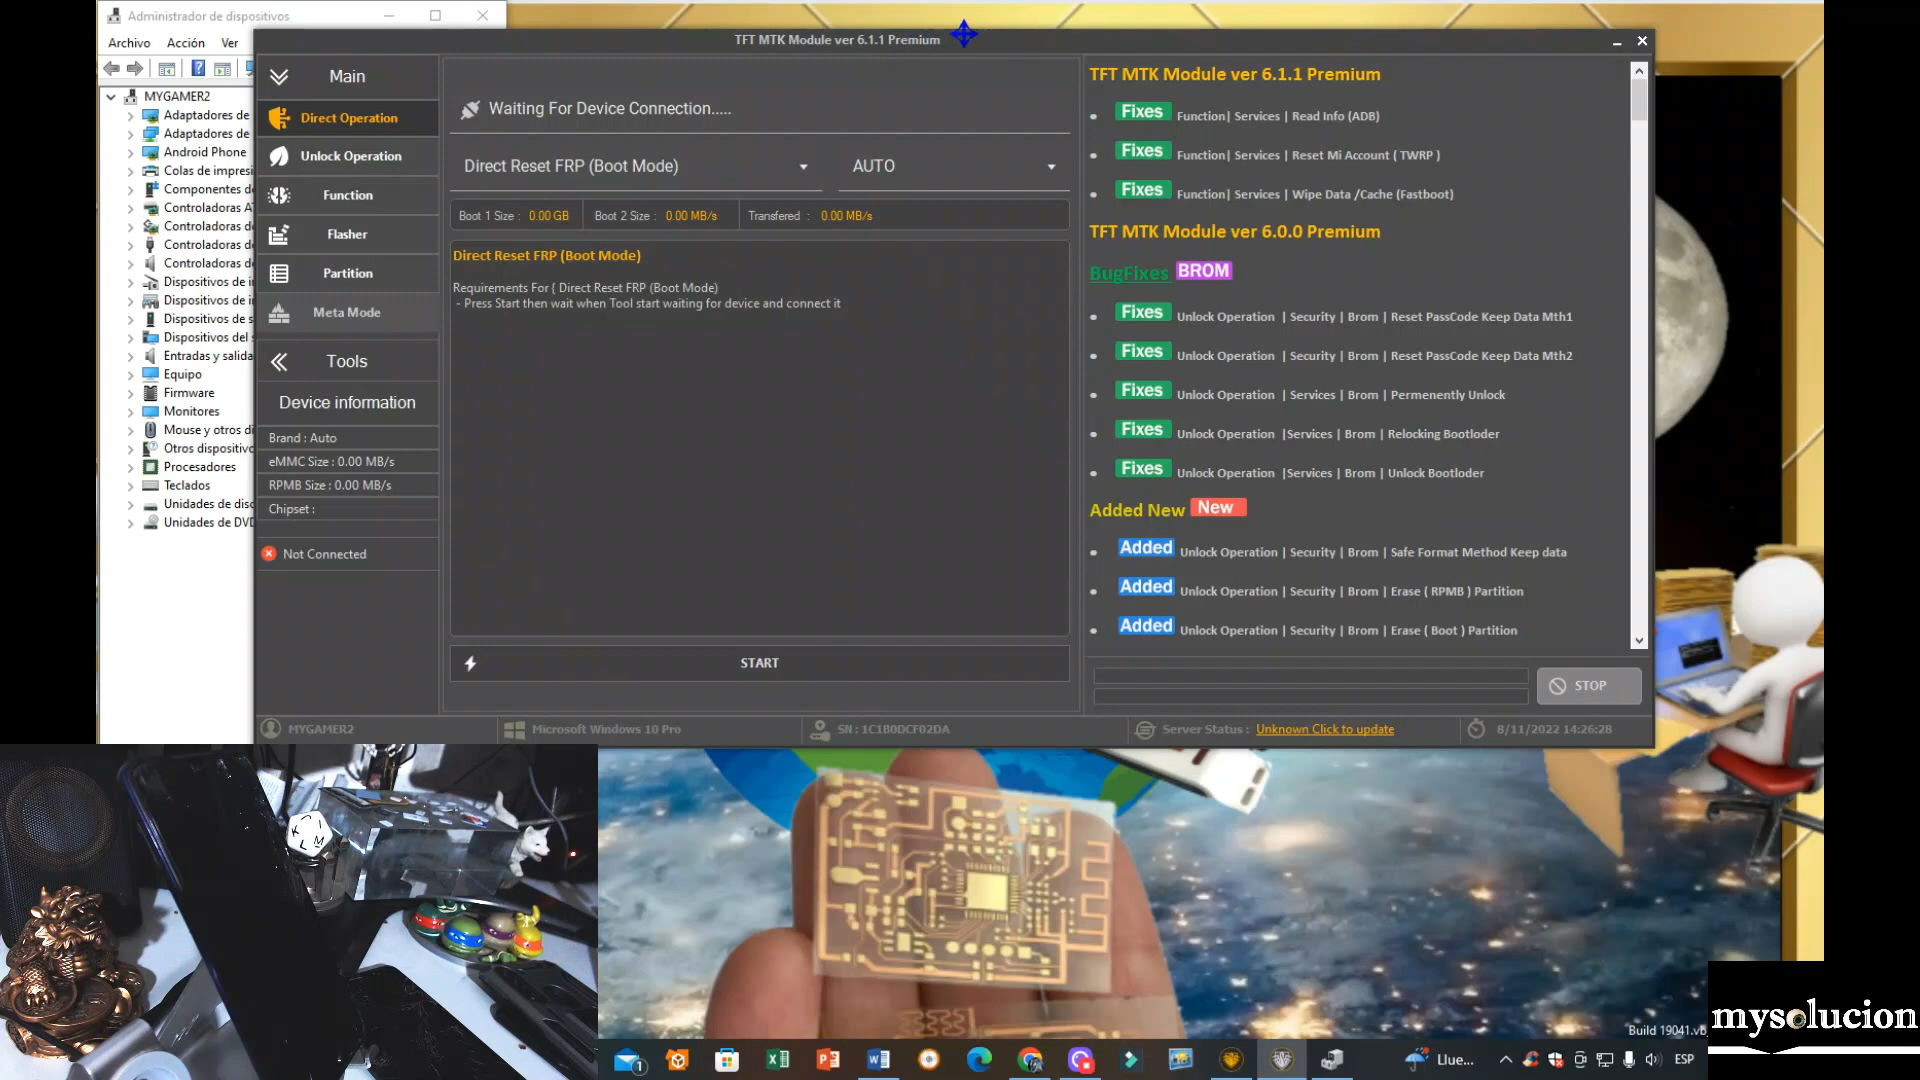 Administrador de dispositivos
Archivo Acción Ver
MYGAMER2
Adaptadores de
Adaptadores de
Android Phone
Colas de impresi
Componentes de
Controladoras A
Controladoras d
Controladoras d
Controladoras d
Dispositivos de i
Dispositivos de i
Dispositivos de s
Dispositivos del s
Entradas y salida
Equipo
Firmware
Monitores
Mouse y otros di
Otros dispositivo
Procesadores
Teclados
Unidades de disc
Unidades de DVD
TFT MTK Module ver 6.1.1 Premium
Main
Direct Operation
Unlock Operation
Function
Flasher
Partition
Meta Mode
Tools
Device information
Brand : Auto
eMMC Size : 0.00 MB/s
RPMB Size : 0.00 MB/s
Chipset :
Not Connected
Waiting For Device Connection.....
Direct Reset FRP (Boot Mode) AUTO
Boot 1 Size : 0.00 GB Boot 2 Size : 0.00 MB/s Transfered : 0.00 MB/s
Direct Reset FRP (Boot Mode)
Requirements For { Direct Reset FRP (Boot Mode)
- Press Start then wait when Tool start waiting for device and connect it
START
TFT MTK Module ver 6.1.1 Premium
Fixes Function| Services | Read Info (ADB)
Fixes Function| Services | Reset Mi Account ( TWRP )
Fixes Function| Services | Wipe Data /Cache (Fastboot)
TFT MTK Module ver 6.0.0 Premium
BugFixes BROM
Fixes Unlock Operation | Security | Brom | Reset PassCode Keep Data Mth1
Fixes Unlock Operation | Security | Brom | Reset PassCode Keep Data Mth2
Fixes Unlock Operation | Services | Brom | Permenently Unlock
Fixes Unlock Operation |Services | Brom | Relocking Bootloder
Fixes Unlock Operation |Services | Brom | Unlock Bootloder
Added New New
Added Unlock Operation | Security | Brom | Safe Format Method Keep data
Added Unlock Operation | Security | Brom | Erase ( RPMB ) Partition
Added Unlock Operation | Security | Brom | Erase ( Boot ) Partition
STOP
MYGAMER2 Microsoft Windows 10 Pro SN : 1C1B0DCF02DA Server Status : Unknown Click to update 8/11/2022 14:26:28
K
L
M
Build 19041.vb
mysolucion
1
Llue... ESP